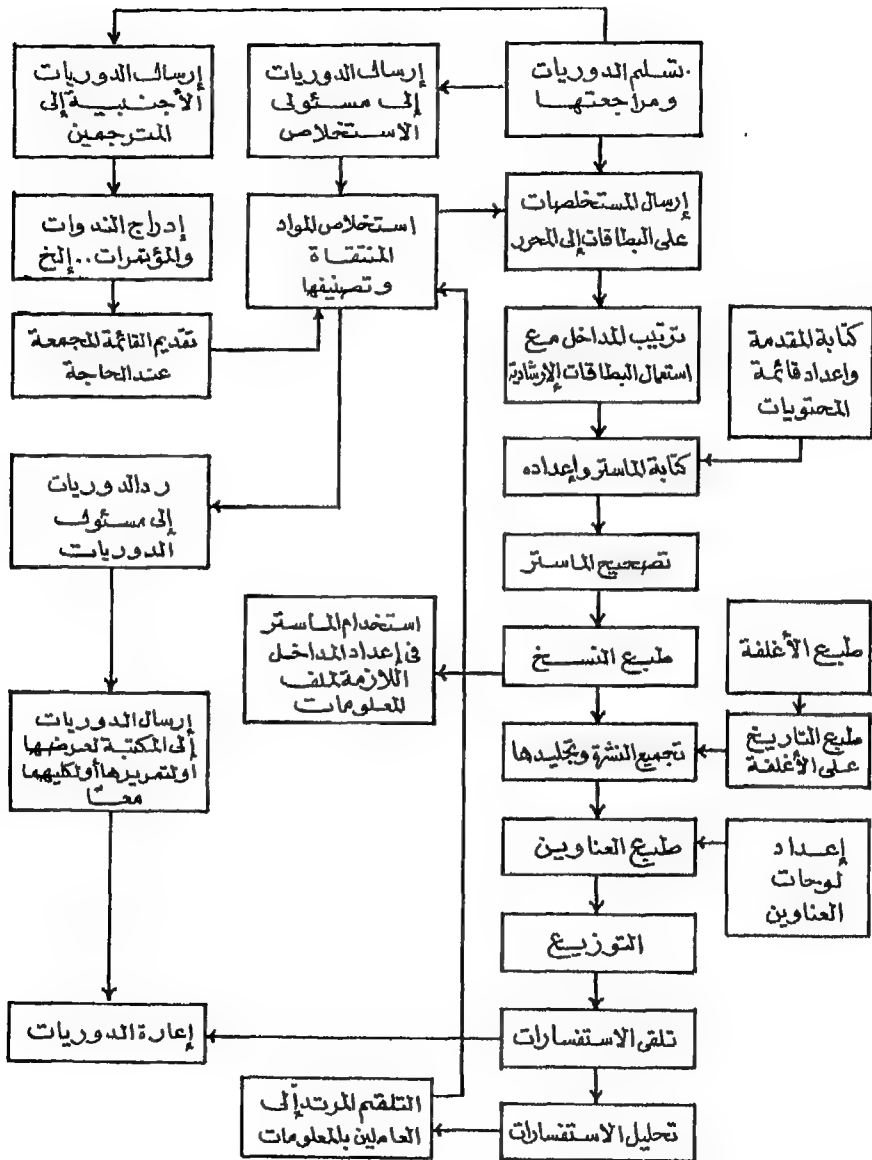 تسلم الدوريات
ومراجعتها
إرسال الدوريات
إلى مسئولى
الاستخلاص
إرسال الدوريات
الأجنبية إلى
المترجمين
إرسال المستخلصات
على البطاقات إلى المحرر
استخلاص المواد
المنتقاة
وتصنيفها
إدراج الندوات
والمؤتمرات..إلخ
تقديم القائمة المجمعة
عند الحاجة
ترتيب المداخل مع
استعمال البطاقات الإرشادية
كتابة المقدمة
وإعداد قائمة
المحتويات
كتابة الماستر وإعداده
رد الدوريات
إلى مسئول
الدوريات
تصحيح الماستر
طبع النسخ
استخدام الماستر
فى إعداد المداخل
اللازمة لملف
المعلومات
طبع الأغلفة
طبع التاريخ
على الأغلفة
تجميع النشرة وتجليدها
إرسال الدوريات
إلى المكتبة لعرضها
أو لتمريرها أو لكليهما
معًا
طبع العناوين
إعداد
لوحات
العناوين
التوزيع
تلقى الاستفسارات
إعارة الدوريات
تحليل الاستفسارات
التلقيم المرتد إلى
العاملين بالمعلومات